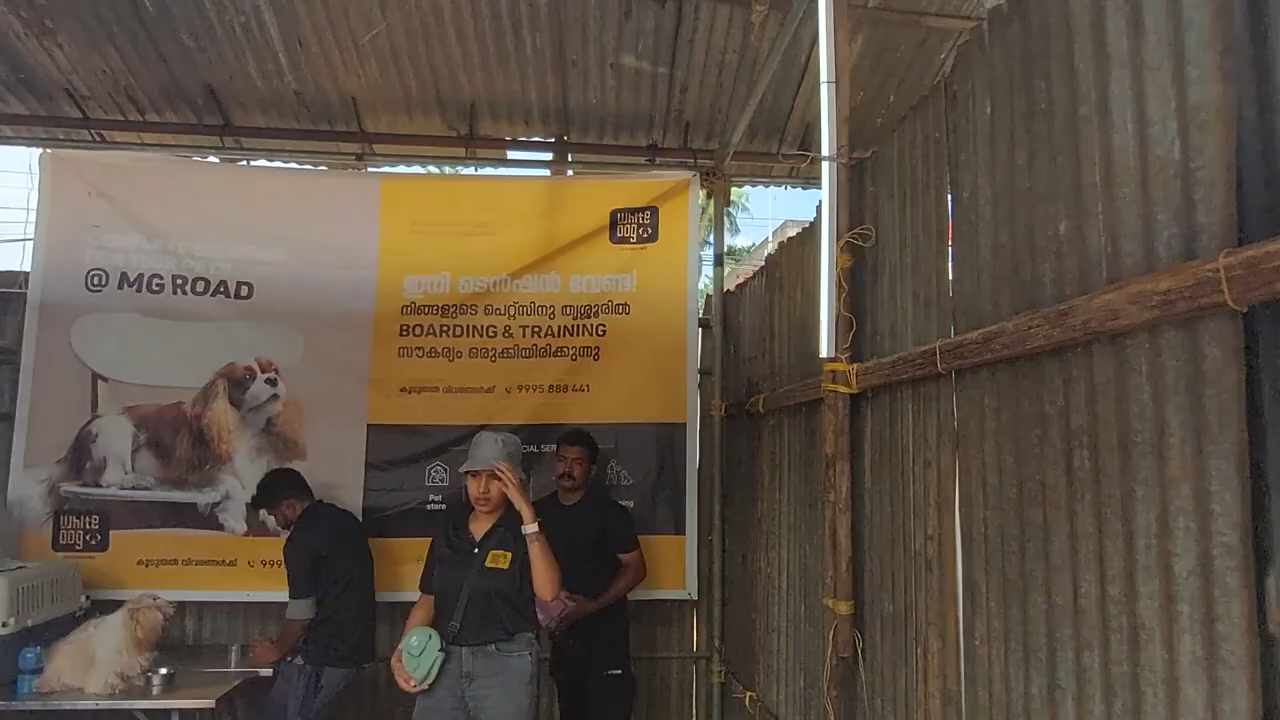 @ MG ROAD
White
Dog
കൂടുതൽ വിവരങ്ങൾക്ക് 999
White
Dog
ഇനി ടെൻഷൻ വേണ്ട!
നിങ്ങളുടെ പെറ്റ്സിനു തൃശ്ശൂരിൽ
BOARDING & TRAINING
സൗകര്യം ഒരുക്കിയിരിക്കുന്നു
കൂടുതൽ വിവരങ്ങൾക്ക് 9995 888 441
Pet
store